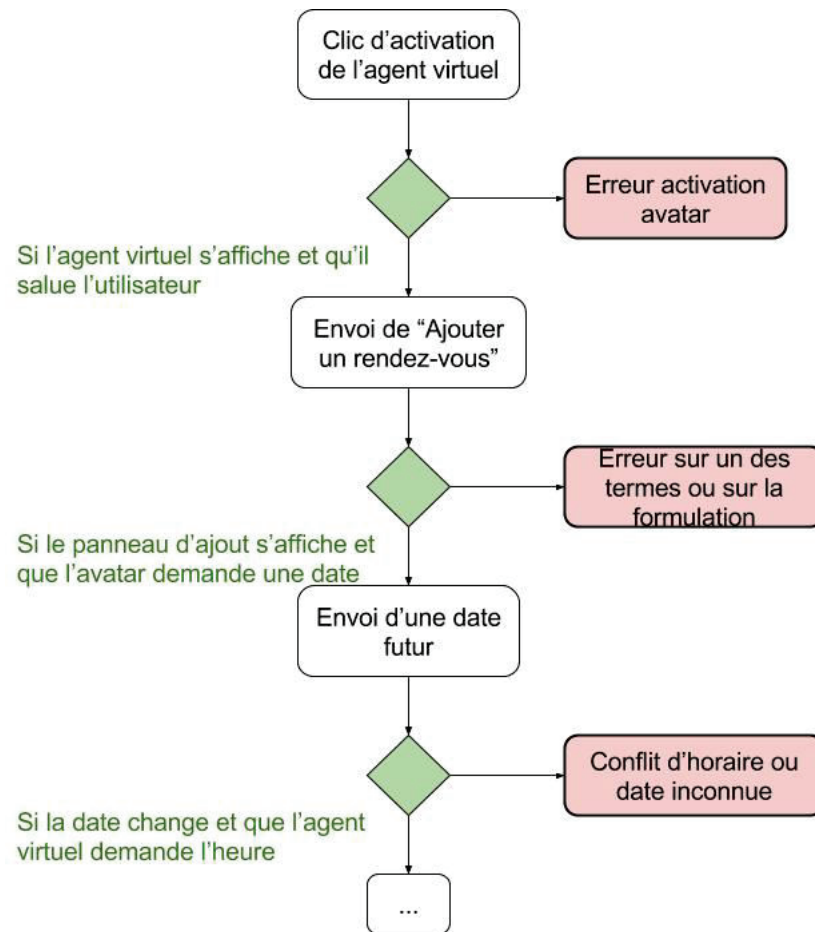 Clic d’activation
de l’agent virtuel
Erreur activation
avatar
Si l’agent virtuel s’affiche et qu’il
salue l’utilisateur
Envoi de “Ajouter
un rendez-vous”
Erreur sur un des
termes ou sur la
formulation
Si le panneau d’ajout s’affiche et
que l’avatar demande une date
Envoi d’une date
futur
Conflit d’horaire ou
date inconnue
Si la date change et que l’agent
virtuel demande l’heure
...